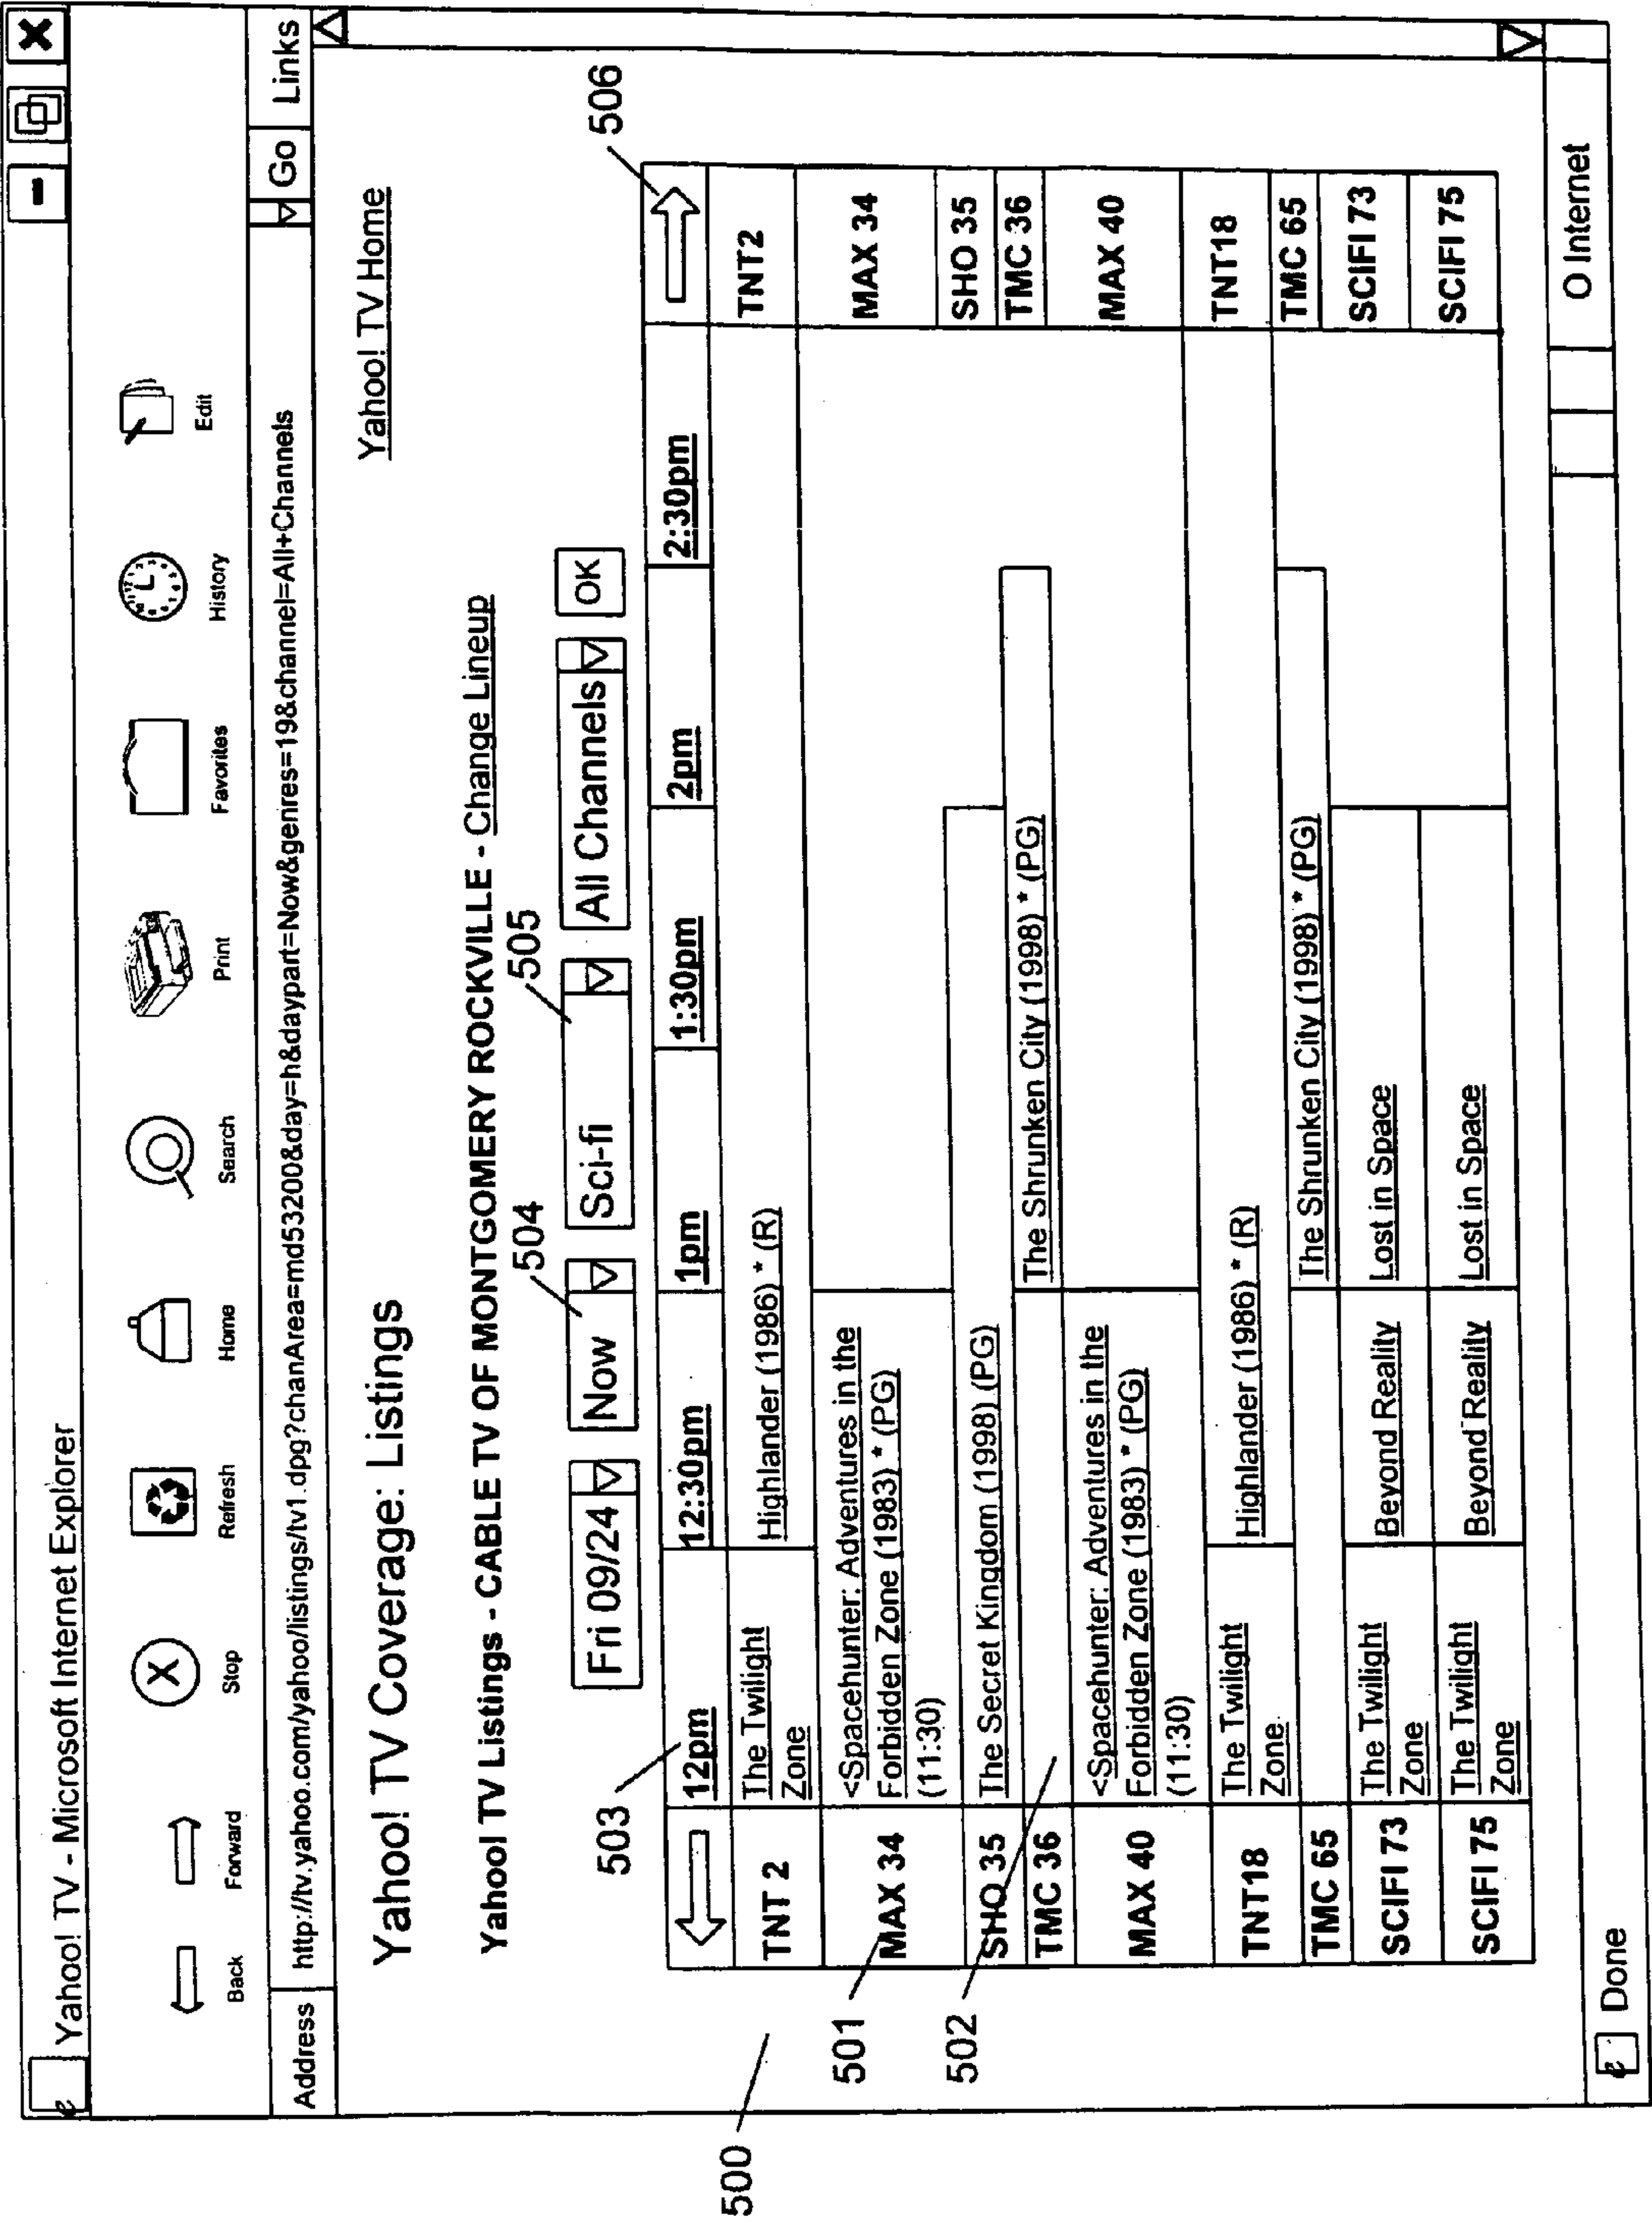 Yahoo! TV - Microsoft Internet Explorer
Back Forward Stop Refresh Home Search Print Favorites History Edit
Address http://tv.yahoo.com/yahoo/listings/tv1.dpg?chanArea=md53200&day=h&daypart=Now&genres=19&channel=All+Channels Go Links
Yahoo! TV Coverage: Listings
Yahoo! TV Home
Yahool TV Listings - CABLE TV OF MONTGOMERY ROCKVILLE - Change Lineup
504 505
Fri 09/24 Now Sci-fi All Channels OK
503 506
12pm 12:30pm 1pm 1:30pm 2pm 2:30pm
TNT 2 The Twilight Highlander (1986) * (R) TNT2
Zone
500
501
MAX 34 <Spacehunter: Adventures in the MAX 34
Forbidden Zone (1983) * (PG)
(11:30)
502
SHO 35 The Secret Kingdom (1998) (PG) SHO 35
TMC 36 The Shrunken City (1998) * (PG) TMC 36
MAX 40 <Spacehunter: Adventures in the MAX 40
Forbidden Zone (1983) * (PG)
(11:30)
TNT18 The Twilight Highlander (1986) * (R) TNT18
Zone
TMC 65 The Shrunken City (1998) * (PG) TMC 65
SCIFI 73 The Twilight Beyond Reality Lost in Space SCIFI 73
Zone
SCIFI 75 The Twilight Beyond Reality Lost in Space SCIFI 75
Zone
e Done O Internet